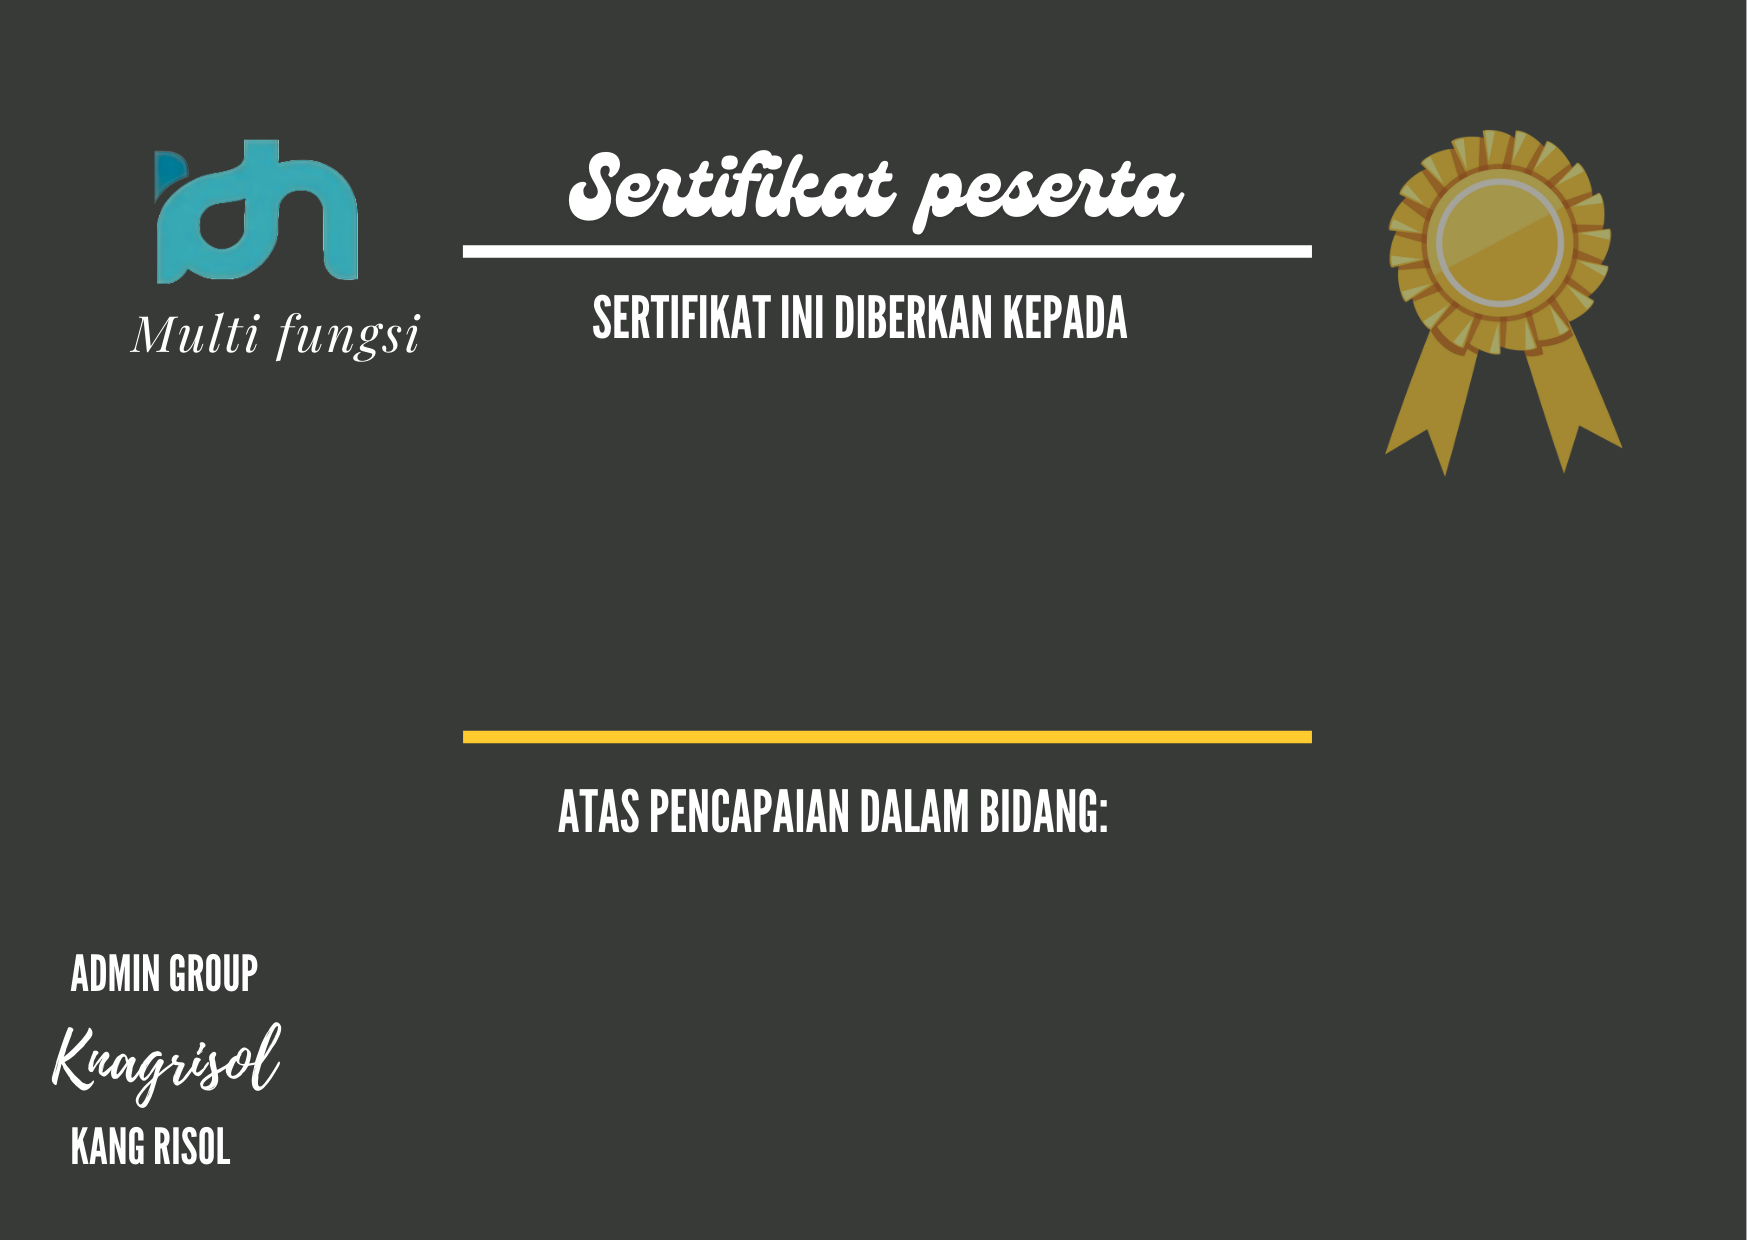 Sertifikat peserta
Multi fungsi
SERTIFIKAT INI DIBERKAN KEPADA
ATAS PENCAPAIAN DALAM BIDANG:
ADMIN GROUP
Knagrisol
KANG RISOL